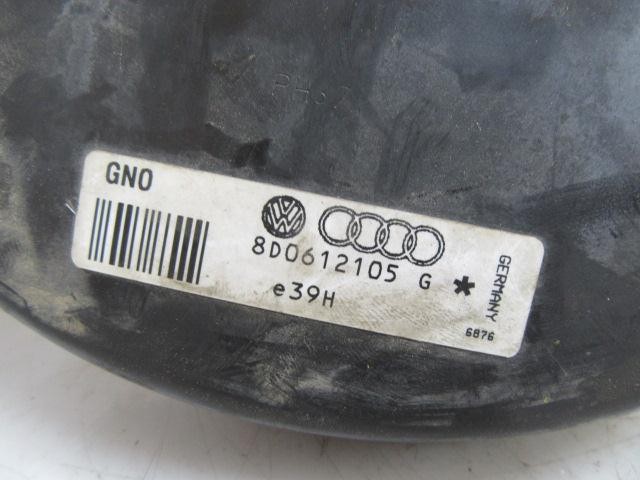 GNO
8D0612105 G *
e39H
GERMANY
6876